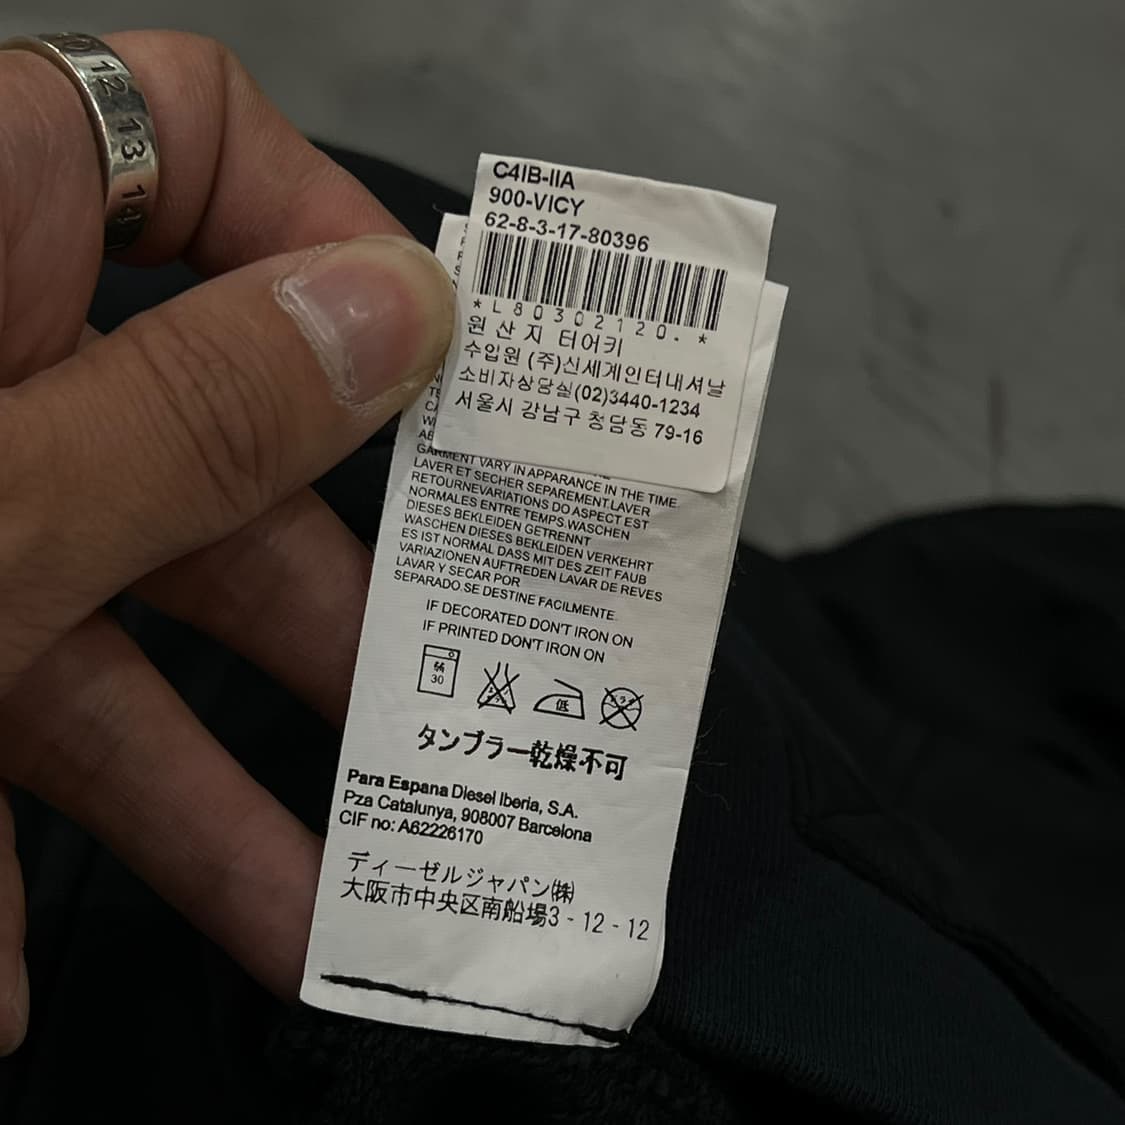 12 13 14
C4IB-IIA
900-VICY
62-8-3-17-80396
*L80302120.*
원산지 터어키
수입원 (주)신세계인터내셔날
소비자상담실(02)3440-1234
서울시 강남구 청담동 79-16
GARMENT VARY IN APPARANCE IN THE TIME
LAVER ET SECHER SEPAREMENT.LAVER
RETOURNEVARIATIONS DO ASPECT EST
NORMALES ENTRE TEMPS.WASCHEN
DIESES BEKLEIDEN GETRENNT
WASCHEN DIESES BEKLEIDEN VERKEHRT
ES IST NORMAL DASS MIT DES ZEIT FAUB
VARIAZIONEN AUFTREDEN LAVAR DE REVES
LAVAR Y SECAR POR
SEPARADO.SE DESTINE FACILMENTE.
IF DECORATED DON'T IRON ON
IF PRINTED DON'T IRON ON
30
低
タンブラー乾燥不可
Para Espana Diesel Iberia, S.A.
Pza Catalunya, 908007 Barcelona
CIF no: A62226170
ディーゼルジャパン㈱
大阪市中央区南船場3-12-12